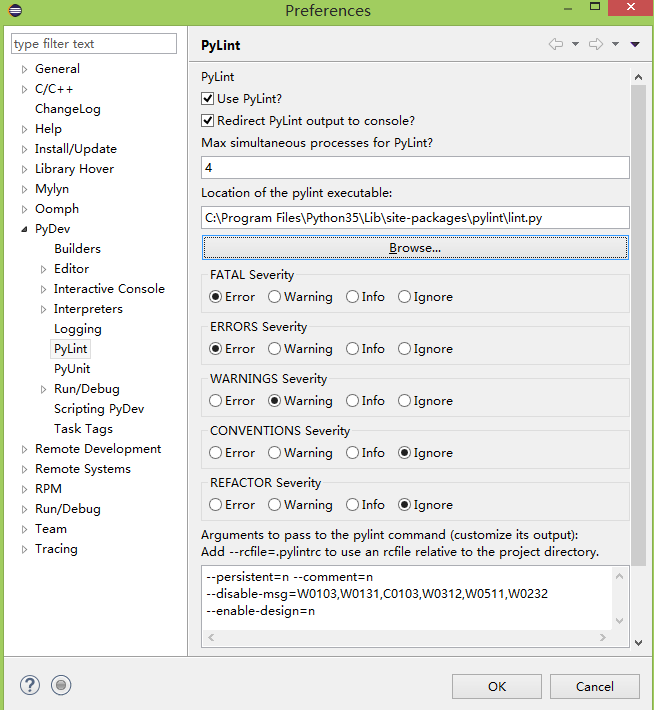 Preferences
type filter text
General
C/C++
ChangeLog
Help
Install/Update
Library Hover
Mylyn
Oomph
PyDev
Builders
Editor
Interactive Console
Interpreters
Logging
PyLint
PyUnit
Run/Debug
Scripting PyDev
Task Tags
Remote Development
Remote Systems
RPM
Run/Debug
Team
Tracing
PyLint
PyLint
Use PyLint?
Redirect PyLint output to console?
Max simultaneous processes for PyLint?
4
Location of the pylint executable:
C:\Program Files\Python35\Lib\site-packages\pylint\lint.py
Browse...
FATAL Severity
Error Warning Info Ignore
ERRORS Severity
Error Warning Info Ignore
WARNINGS Severity
Error Warning Info Ignore
CONVENTIONS Severity
Error Warning Info Ignore
REFACTOR Severity
Error Warning Info Ignore
Arguments to pass to the pylint command (customize its output):
Add --rcfile=.pylintrc to use an rcfile relative to the project directory.
--persistent=n --comment=n
--disable-msg=W0103,W0131,C0103,W0312,W0511,W0232
--enable-design=n
?
OK Cancel